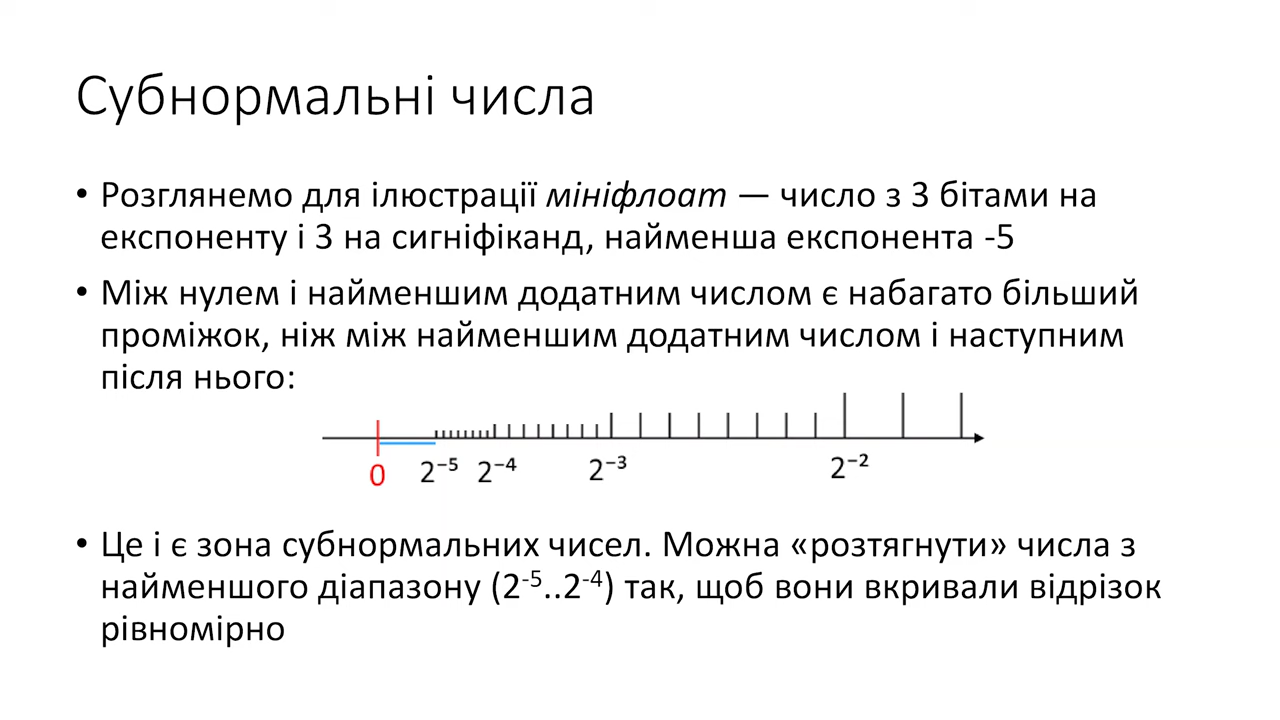 Субнормальні числа
• Розглянемо для ілюстрації мініфлоат — число з 3 бітами на
експоненту і 3 на сигніфіканд, найменша експонента -5
• Між нулем і найменшим додатним числом є набагато більший
проміжок, ніж між найменшим додатним числом і наступним
після нього:
0 2⁻⁵ 2⁻⁴ 2⁻³ 2⁻²
• Це і є зона субнормальних чисел. Можна «розтягнути» числа з
найменшого діапазону (2⁻⁵..2⁻⁴) так, щоб вони вкривали відрізок
рівномірно